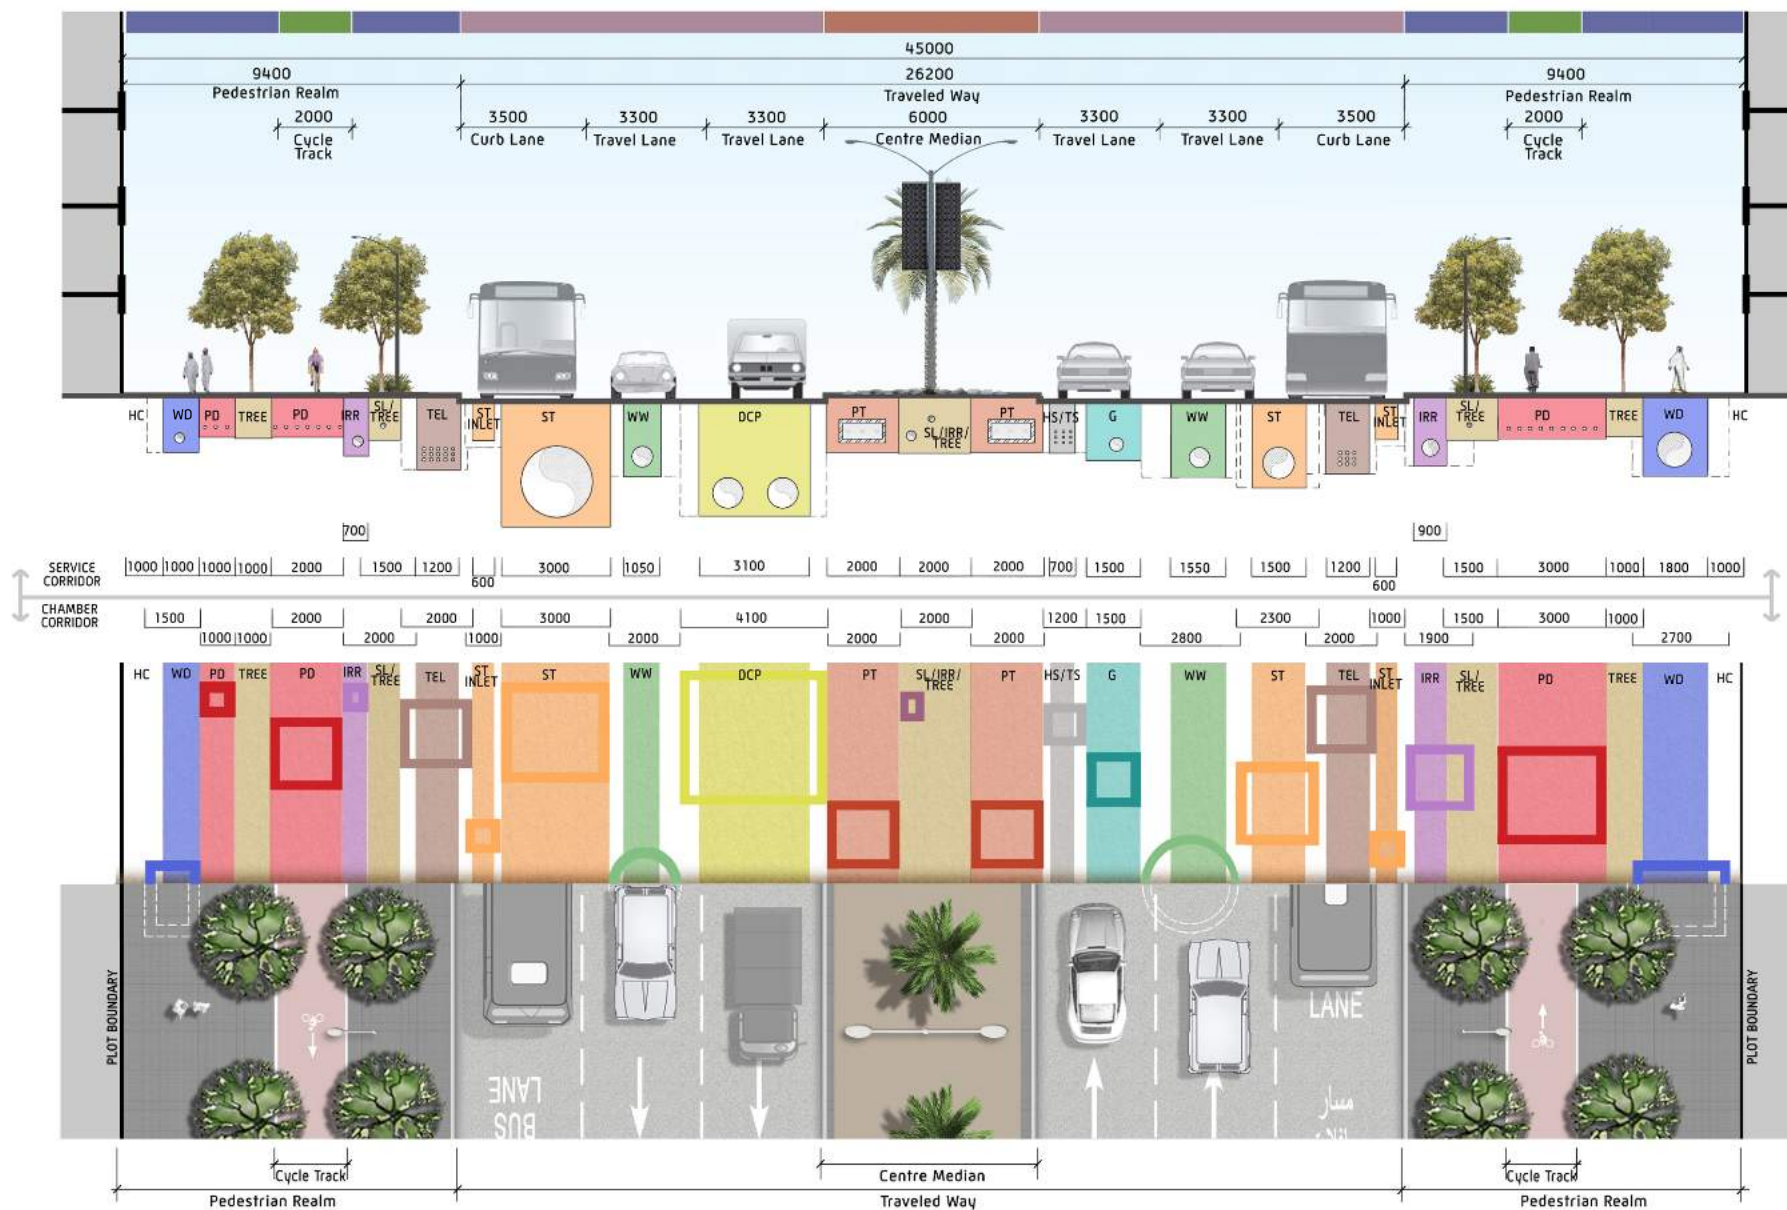 45000
9400 26200 9400
Pedestrian Realm Traveled Way Pedestrian Realm
2000 3500 3300 3300 6000 3300 3300 3500 2000
Cycle Track Curb Lane Travel Lane Travel Lane Centre Median Travel Lane Travel Lane Curb Lane Cycle Track
HC WD PD TREE PD IRR SL/ TREE TEL ST INLET ST WW DCP PT SL/IRR/ TREE PT HS/TS G WW ST TEL ST INLET IRR SL/ TREE PD TREE WD HC
700 900
SERVICE CORRIDOR
1000 1000 1000 1000 2000 1500 1200 600 3000 1050 3100 2000 2000 2000 700 1500 1550 1500 1200 600 1500 3000 1000 1800 1000
CHAMBER CORRIDOR
1500 2000 2000 3000 4100 2000 1200 1500 2300 1000 1500 3000 1000
1000 1000 2000 1000 2000 2000 2000 2800 2000 1900 2700
HC WD PD TREE PD IRR SL/ TREE TEL ST INLET ST WW DCP PT SL/IRR/ TREE PT HS/TS G WW ST TEL ST INLET IRR SL/ TREE PD TREE WD HC
PLOT BOUNDARY
BUS LANE
LANE
مسار
PLOT BOUNDARY
Cycle Track Centre Median Cycle Track
Pedestrian Realm Traveled Way Pedestrian Realm